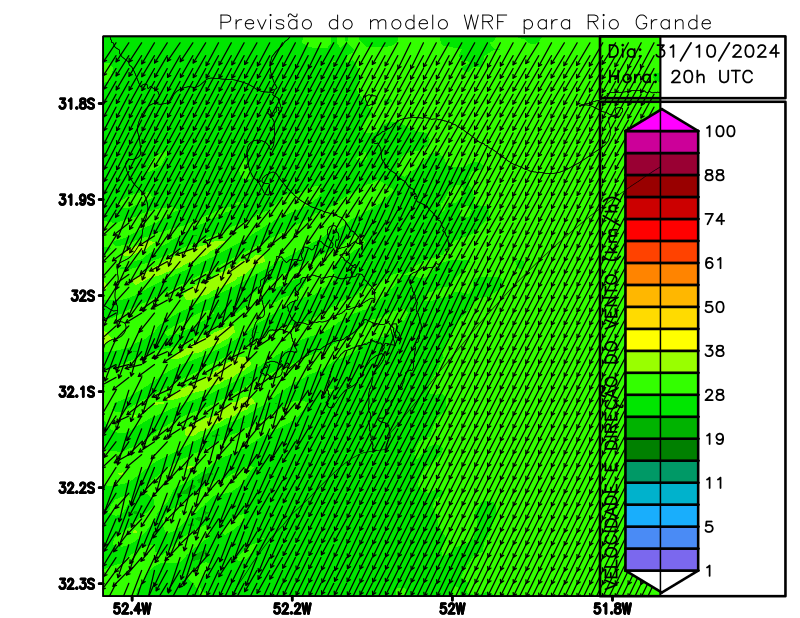 Previsão do modelo WRF para Rio Grande
Dia: 31/10/2024
Hora: 20h UTC
31.8S
31.9S
32S
32.1S
32.2S
32.3S
52.4W
52.2W
52W
51.8W
VELOCIDADE E DIREÇÃO DO VENTO (km/h)
100
88
74
61
50
38
28
19
11
5
1